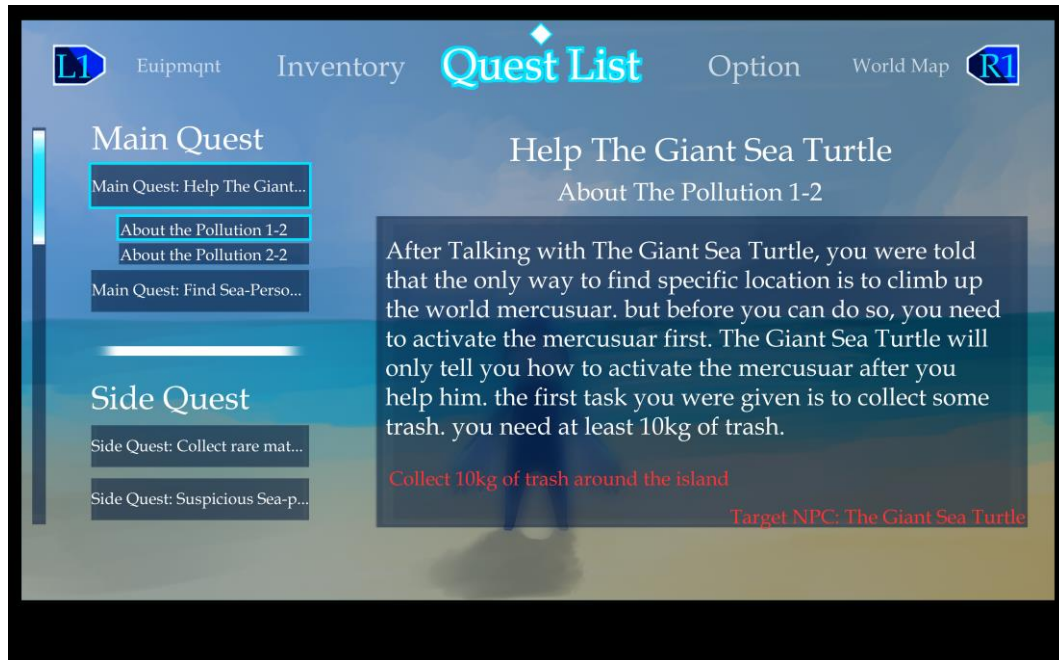 L1
Euipmqnt
Inventory
Quest List
Option
World Map
R1
Main Quest
Main Quest: Help The Giant...
About the Pollution 1-2
About the Pollution 2-2
Main Quest: Find Sea-Perso...
Side Quest
Side Quest: Collect rare mat...
Side Quest: Suspicious Sea-p...
Help The Giant Sea Turtle
About The Pollution 1-2
After Talking with The Giant Sea Turtle, you were told
that the only way to find specific location is to climb up
the world mercusuar. but before you can do so, you need
to activate the mercusuar first. The Giant Sea Turtle will
only tell you how to activate the mercusuar after you
help him. the first task you were given is to collect some
trash. you need at least 10kg of trash.
Collect 10kg of trash around the island
Target NPC: The Giant Sea Turtle